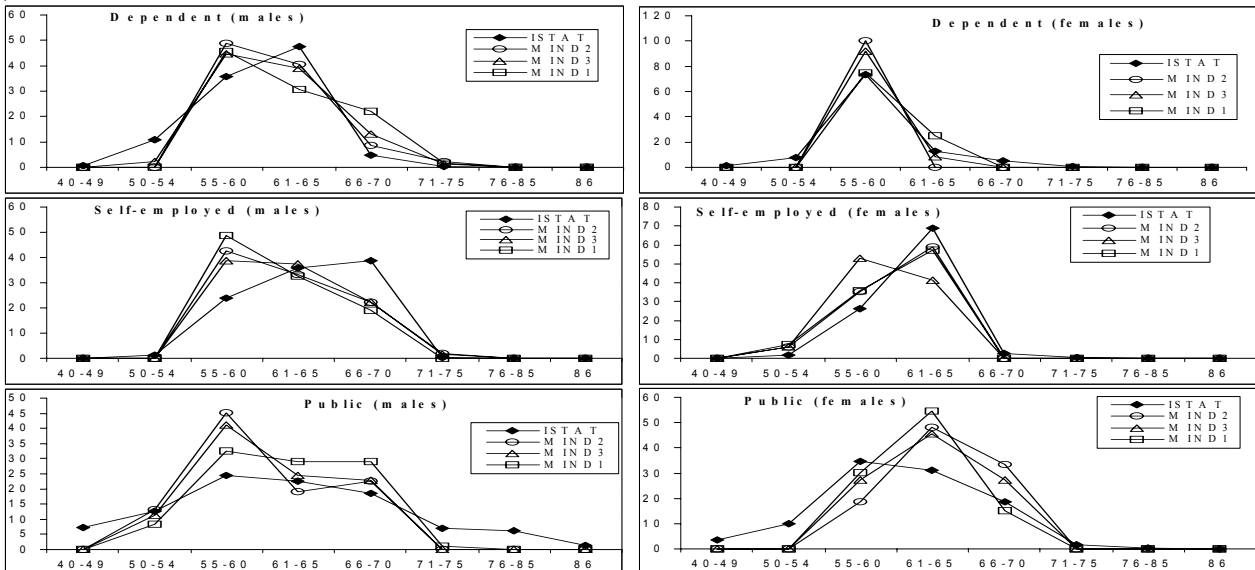 Dependent (males)
60
50
40
30
20
10
0
ISTAT
MIND2
MIND3
MIND1
40-49 50-54 55-60 61-65 66-70 71-75 76-85 86
Dependent (females)
120
100
80
60
40
20
0
ISTAT
MIND2
MIND3
MIND1
40-49 50-54 55-60 61-65 66-70 71-75 76-85 86
Self-employed (males)
60
50
40
30
20
10
0
ISTAT
MIND2
MIND3
MIND1
40-49 50-54 55-60 61-65 66-70 71-75 76-85 86
Self-employed (females)
80
70
60
50
40
30
20
10
0
ISTAT
MIND2
MIND3
MIND1
40-49 50-54 55-60 61-65 66-70 71-75 76-85 86
Public (males)
45
40
35
30
25
20
15
10
5
0
ISTAT
MIND2
MIND3
MIND1
40-49 50-54 55-60 61-65 66-70 71-75 76-85 86
Public (females)
60
50
40
30
20
10
0
ISTAT
MIND2
MIND3
MIND1
40-49 50-54 55-60 61-65 66-70 71-75 76-85 86